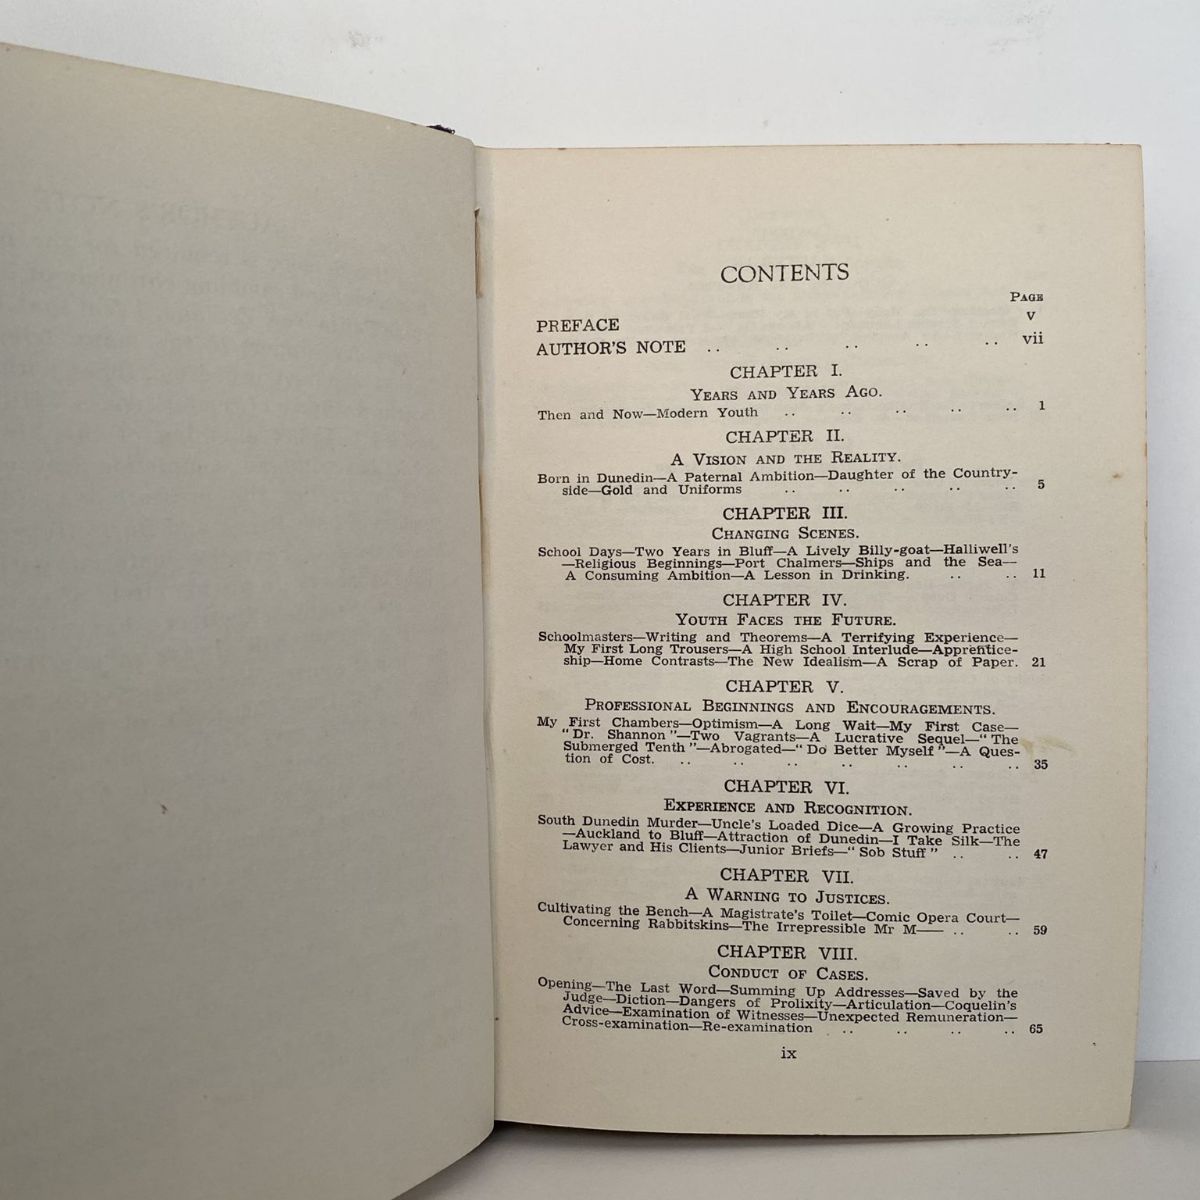 CONTENTS
PAGE
PREFACE v
AUTHOR'S NOTE .. .. .. .. .. vii
CHAPTER I.
YEARS AND YEARS AGO.
Then and Now—Modern Youth .. .. .. .. .. 1
CHAPTER II.
A VISION AND THE REALITY.
Born in Dunedin—A Paternal Ambition—Daughter of the Country-
side—Gold and Uniforms .. .. .. .. .. 5
CHAPTER III.
CHANGING SCENES.
School Days—Two Years in Bluff—A Lively Billy-goat—Halliwell's
—Religious Beginnings—Port Chalmers—Ships and the Sea—
A Consuming Ambition—A Lesson in Drinking. .. .. 11
CHAPTER IV.
YOUTH FACES THE FUTURE.
Schoolmasters—Writing and Theorems—A Terrifying Experience—
My First Long Trousers—A High School Interlude—Apprentice-
ship—Home Contrasts—The New Idealism—A Scrap of Paper. 21
CHAPTER V.
PROFESSIONAL BEGINNINGS AND ENCOURAGEMENTS.
My First Chambers—Optimism—A Long Wait—My First Case—
"Dr. Shannon"—Two Vagrants—A Lucrative Sequel—"The
Submerged Tenth"—Abrogated—"Do Better Myself"—A Ques-
tion of Cost. .. .. .. .. .. .. .. 35
CHAPTER VI.
EXPERIENCE AND RECOGNITION.
South Dunedin Murder—Uncle's Loaded Dice—A Growing Practice
—Auckland to Bluff—Attraction of Dunedin—I Take Silk—The
Lawyer and His Clients—Junior Briefs—"Sob Stuff" .. .. 47
CHAPTER VII.
A WARNING TO JUSTICES.
Cultivating the Bench—A Magistrate's Toilet—Comic Opera Court—
Concerning Rabbitskins—The Irrepressible Mr M—— .. .. 59
CHAPTER VIII.
CONDUCT OF CASES.
Opening—The Last Word—Summing Up Addresses—Saved by the
Judge—Diction—Dangers of Prolixity—Articulation—Coquelin's
Advice—Examination of Witnesses—Unexpected Remuneration—
Cross-examination—Re-examination .. .. .. .. 65
ix